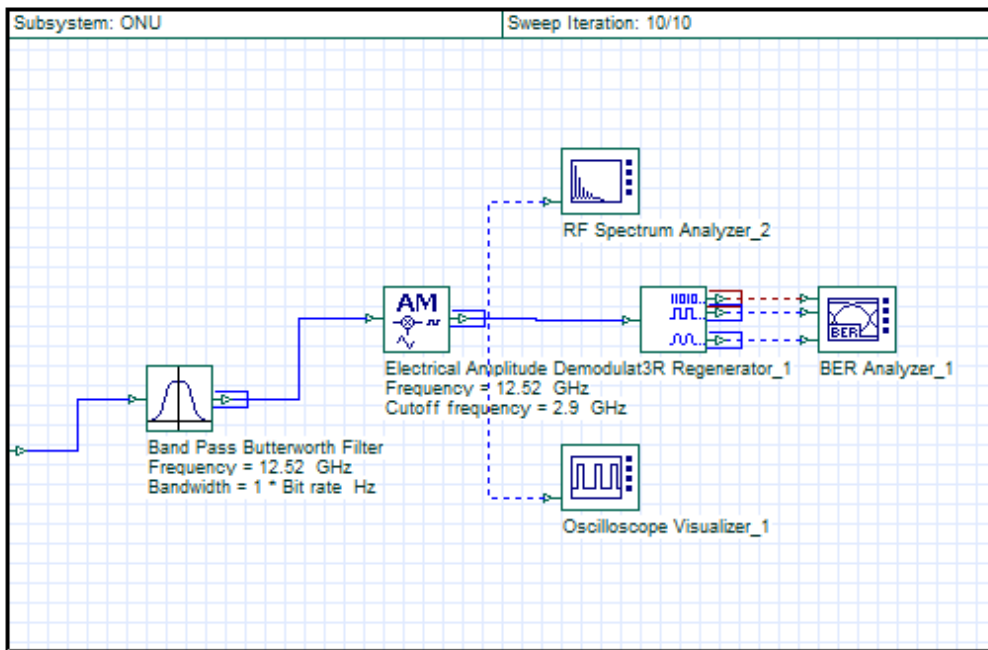 Subsystem: ONU
Sweep Iteration: 10/10
RF Spectrum Analyzer_2
AM
11010...
BER
Electrical Amplitude Demodulat3R Regenerator_1
BER Analyzer_1
Frequency = 12.52 GHz
Cutoff frequency = 2.9 GHz
Band Pass Butterworth Filter
Frequency = 12.52 GHz
Bandwidth = 1 * Bit rate Hz
Oscilloscope Visualizer_1